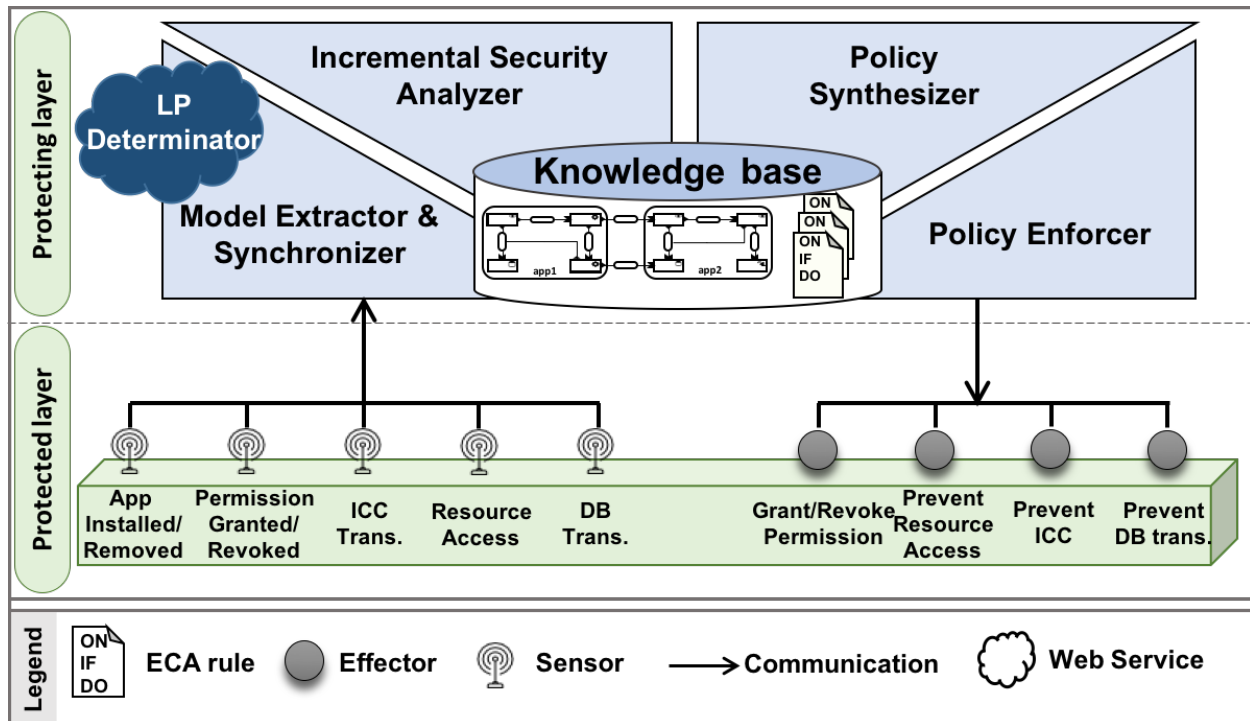 Protecting layer
LP
Determinator
Incremental Security
Analyzer
Policy
Synthesizer
Model Extractor &
Synchronizer
Knowledge base
app1
app2
ON
ON
ON
IF
DO
Policy Enforcer
Protected layer
App
Installed/
Removed
Permission
Granted/
Revoked
ICC
Trans.
Resource
Access
DB
Trans.
Grant/Revoke
Permission
Prevent
Resource
Access
Prevent
ICC
Prevent
DB trans.
Legend
ON
IF
DO
ECA rule
Effector
Sensor
Communication
Web Service